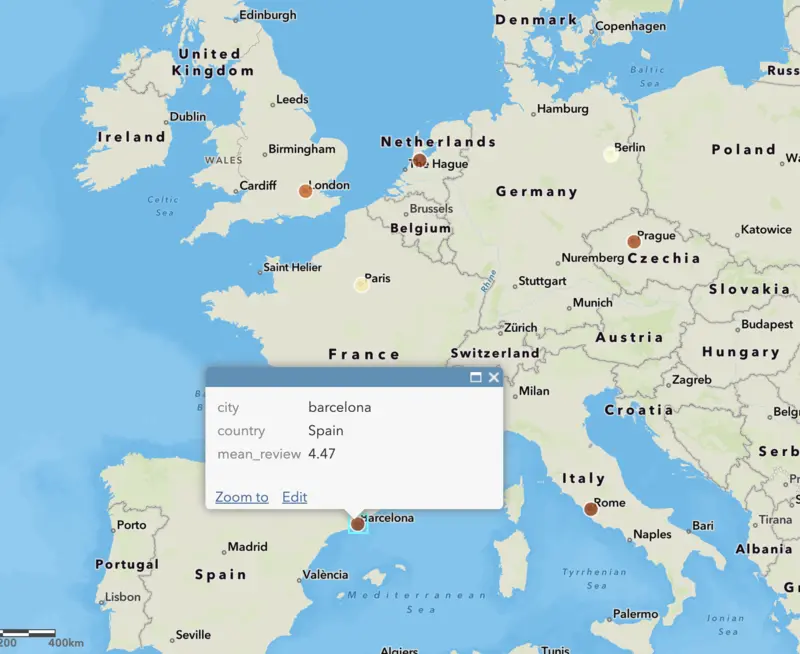 Edinburgh
Denmark
Copenhagen
United
Kingdom
Baltic
Sea
Leeds
Hamburg
Dublin
Ireland
Netherlands
Birmingham
Berlin
Poland
WALES
The Hague
Cardiff
London
Germany
Celtic
Sea
Brussels
Belgium
Prague
Katowice
Saint Helier
Nuremberg
Czechia
Paris
Rhine
Stuttgart
Slovakia
Munich
Zürich
Budapest
Austria
France
Switzerland
Hungary
Zagreb
Milan
city barcelona
country Spain
mean_review 4.47
Zoom to Edit
Croatia
Italy
Rome
Barcelona
Porto
Naples
Bari
Tirana
Madrid
Albania
Portugal
Spain
València
Tyrrhenian
Sea
Lisbon
Mediterranean
Sea
Palermo
Ionian
Sea
Seville
200 400km
Algiers
Tunis